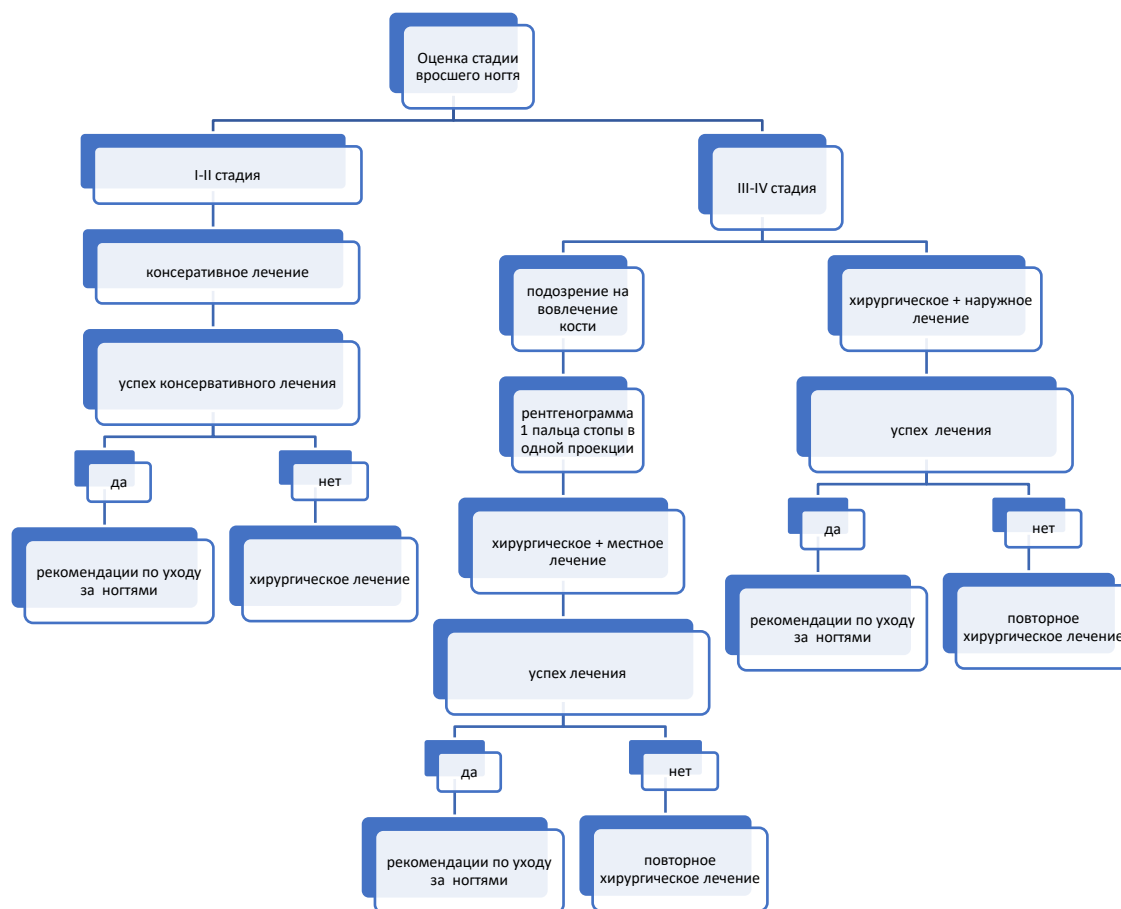 Оценка стадии
вросшего ногтя
I-II стадия
III-IV стадия
консеративное лечение
подозрение на
вовлечение
кости
хирургическое + наружное
лечение
успех консервативного лечения
рентгенограмма
1 пальца стопы в
одной проекции
успех лечения
да
нет
да
нет
рекомендации по уходу
за ногтями
хирургическое лечение
хирургическое + местное
лечение
рекомендации по уходу
за ногтями
повторное
хирургическое лечение
успех лечения
да
нет
рекомендации по уходу
за ногтями
повторное
хирургическое лечение